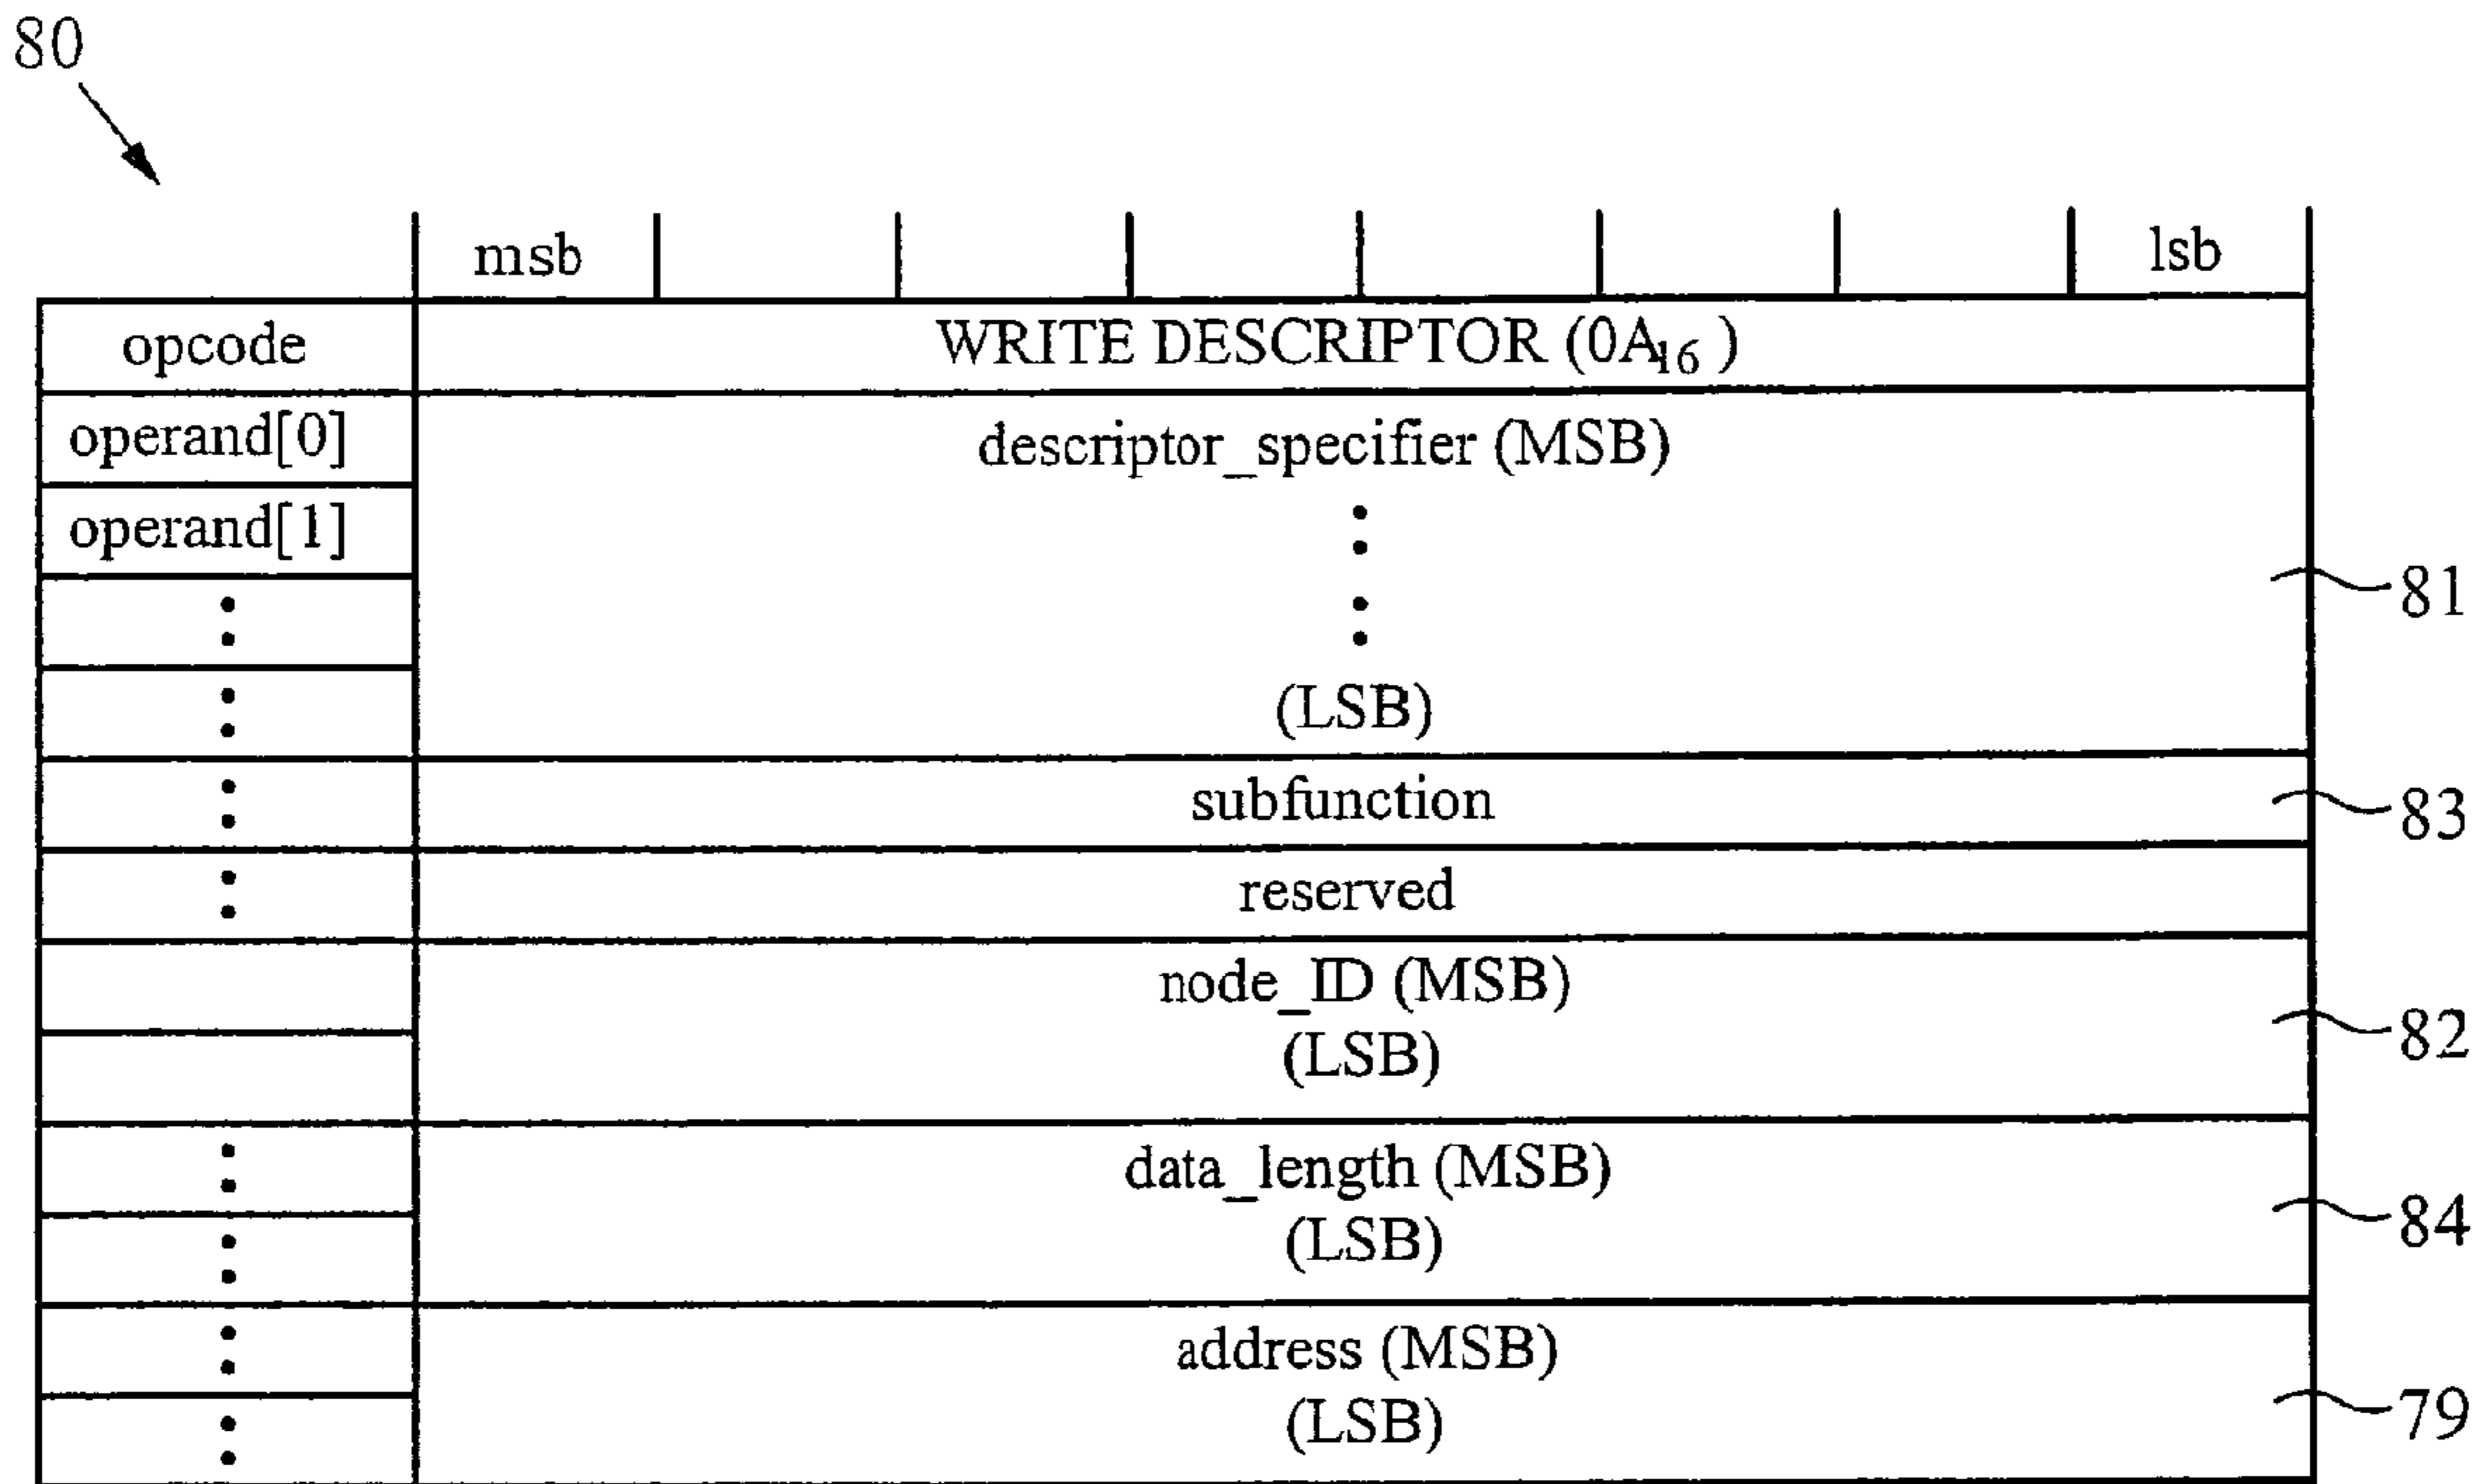 80
msb lsb
opcode WRITE DESCRIPTOR (0A16 )
operand[0] descriptor_specifier (MSB)
operand[1]
81
(LSB)
subfunction 83
reserved
node_ID (MSB)
82
(LSB)
data_length (MSB)
84
(LSB)
address (MSB)
79
(LSB)